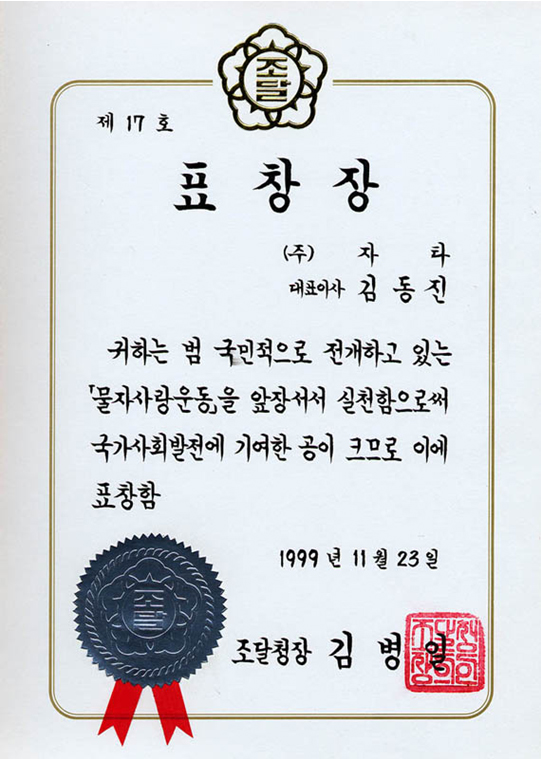 조달
제 17 호
표 창 장
(주) 자 타
대표이사 김 동 진
귀하는 범 국민적으로 전개하고 있는
「물자사랑운동」을 앞장서서 실천함으로써
국가사회발전에 기여한 공이 크므로 이에
표창함
1999 년 11 월 23 일
조달
조달청장 김 병 일